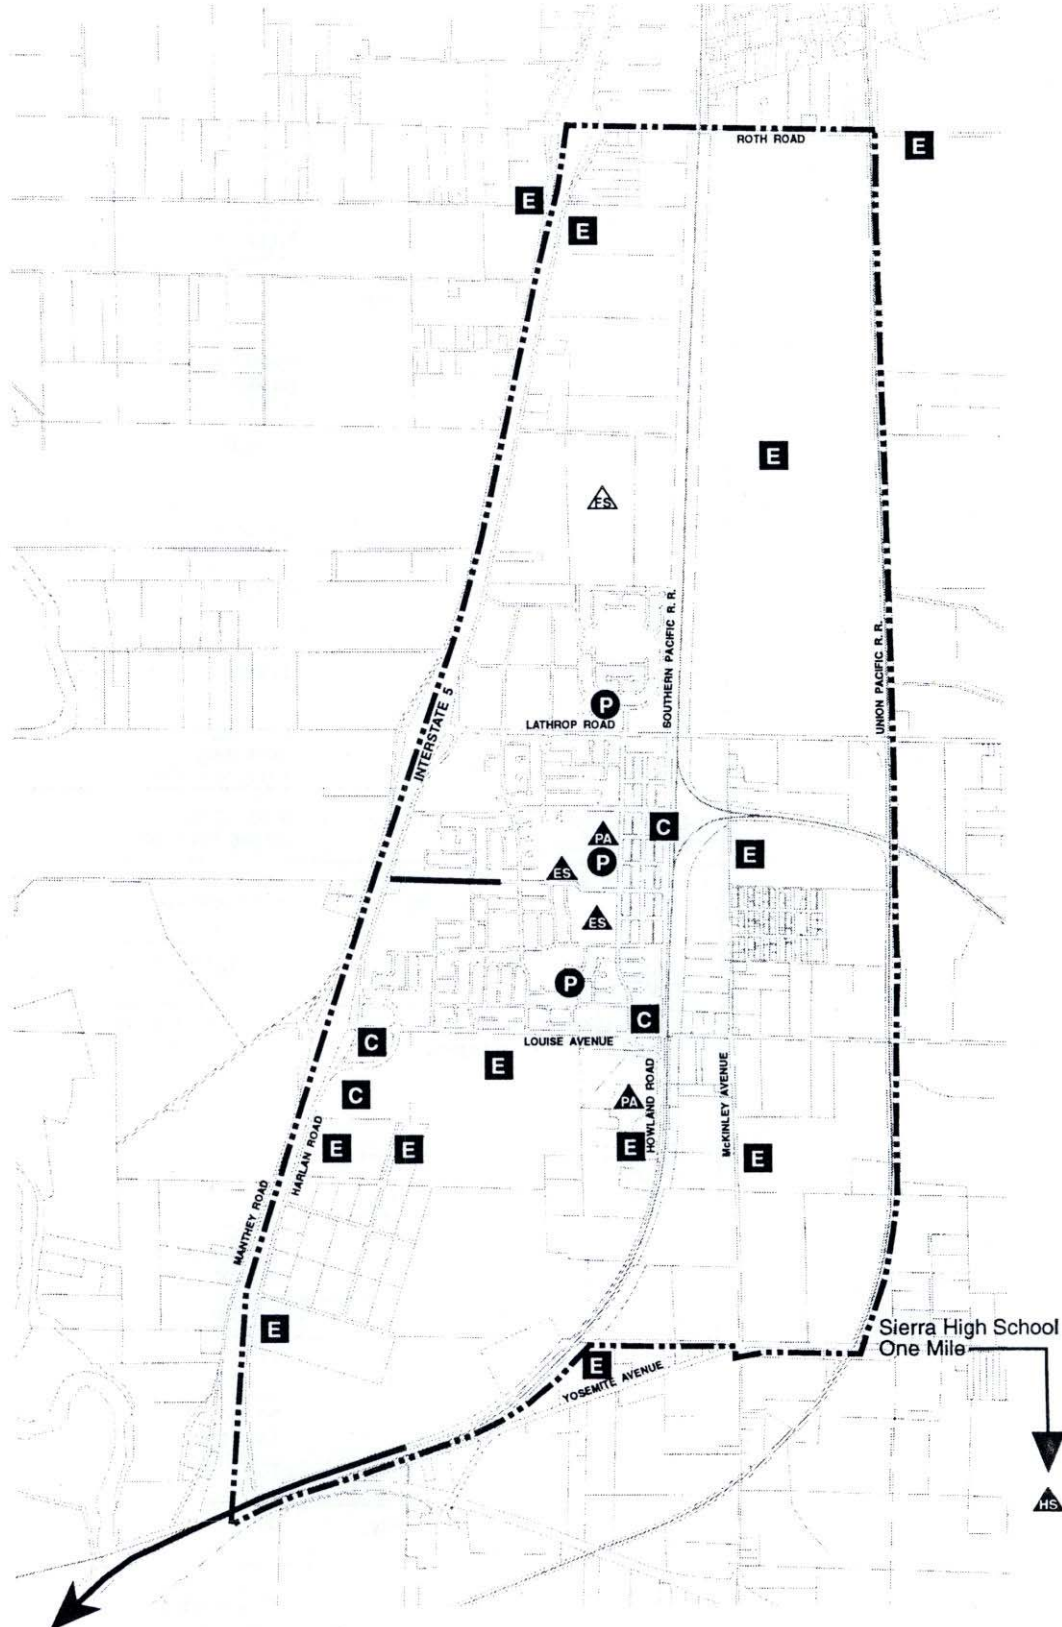 ROTH ROAD
E
E
E
E
ES
INTERSTATE 5
SOUTHERN PACIFIC R.R.
UNION PACIFIC R. R.
P
LATHROP ROAD
C
PA
P
E
ES
ES
P
C
LOUISE AVENUE
C
E
C
PA
HOWLAND ROAD
McKINLEY AVENUE
HARLAN ROAD
E
E
E
E
MANTHEY ROAD
E
Sierra High School
One Mile
E
YOSEMITE AVENUE
HS